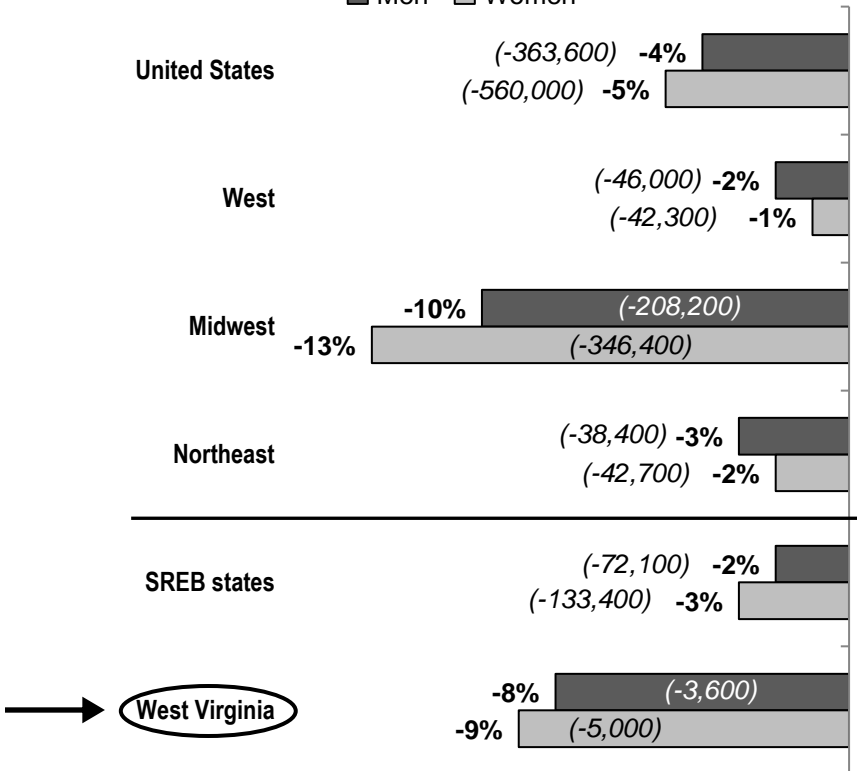 Men Women
(-363,600) -4%
United States
(-560,000) -5%
(-46,000) -2%
West
(-42,300) -1%
-10% (-208,200)
Midwest
-13% (-346,400)
(-38,400) -3%
Northeast
(-42,700) -2%
(-72,100) -2%
SREB states
(-133,400) -3%
-8% (-3,600)
West Virginia
-9% (-5,000)